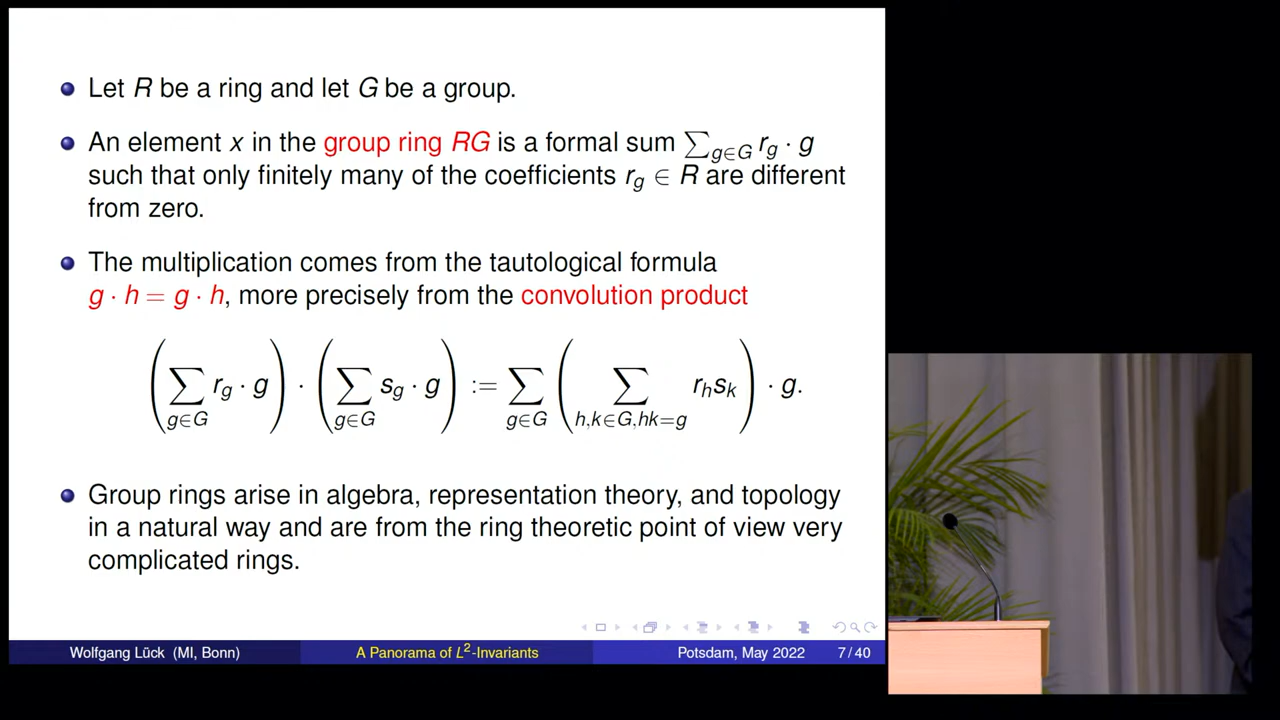 Let R be a ring and let G be a group.
An element x in the group ring RG is a formal sum ∑_{g∈G} r_g · g
such that only finitely many of the coefficients r_g ∈ R are different
from zero.
The multiplication comes from the tautological formula
g · h = g · h, more precisely from the convolution product
(∑_{g∈G} r_g · g) · (∑_{g∈G} s_g · g) := ∑_{g∈G} (∑_{h,k∈G,hk=g} r_h s_k) · g.
Group rings arise in algebra, representation theory, and topology
in a natural way and are from the ring theoretic point of view very
complicated rings.
Wolfgang Lück (MI, Bonn) A Panorama of L²-Invariants Potsdam, May 2022 7 / 40